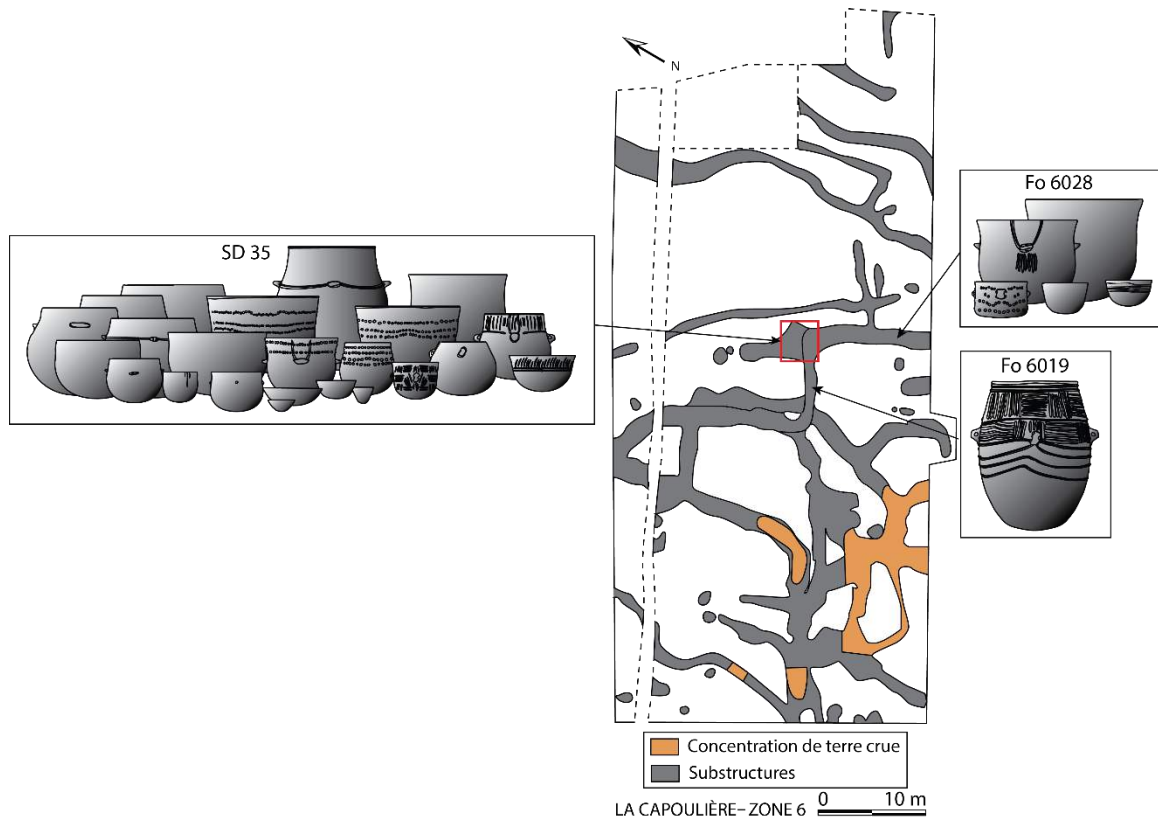 N
SD 35
Fo 6028
Fo 6019
Concentration de terre crue
Substructures
LA CAPOULIÈRE– ZONE 6 0 10 m